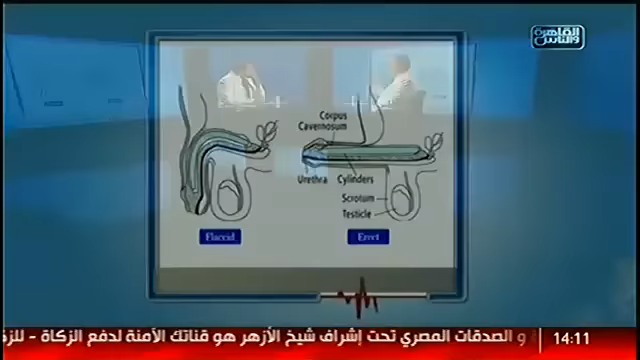 القاهرة
والناس
Corpus
Cavernosum
Urethra
Cylinders
Scrotum
Testicle
Flaccid
Erect
و الصدقات المصري تحت إشراف شيخ الأزهر هو قناتك الآمنة لدفع الزكاة -
14:11